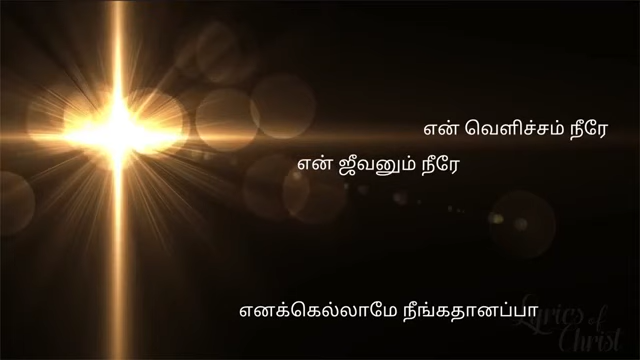 என் வெளிச்சம் நீரே
என் ஜீவனும் நீரே
எனக்கெல்லாமே நீங்கதானப்பா
Lyrics of
Christ